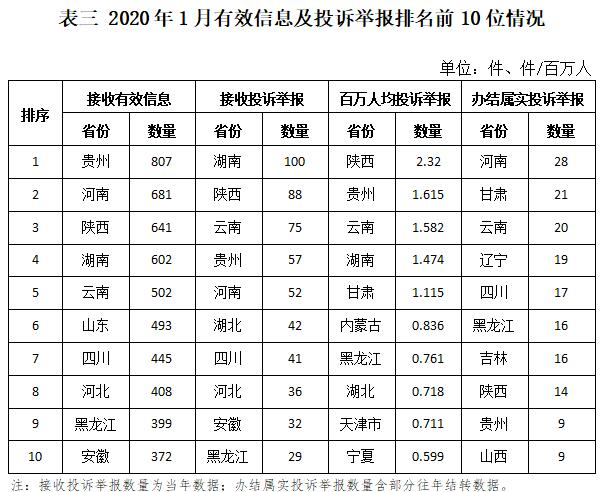 表三 2020年1月有效信息及投诉举报排名前10位情况
单位：件、件/百万人
排序 接收有效信息 接收投诉举报 百万人均投诉举报 办结属实投诉举报
省份 数量 省份 数量 省份 数量 省份 数量
1 贵州 807 湖南 100 陕西 2.32 河南 28
2 河南 681 陕西 88 贵州 1.615 甘肃 21
3 陕西 641 云南 75 云南 1.582 云南 20
4 湖南 602 贵州 57 湖南 1.474 辽宁 19
5 云南 502 河南 52 甘肃 1.115 四川 17
6 山东 493 湖北 42 内蒙古 0.836 黑龙江 16
7 四川 445 四川 41 黑龙江 0.761 吉林 16
8 河北 408 河北 36 湖北 0.718 陕西 14
9 黑龙江 399 安徽 32 天津市 0.711 贵州 9
10 安徽 372 黑龙江 29 宁夏 0.599 山西 9
注：接收投诉举报数量为当年数据；办结属实投诉举报数量含部分往年结转数据。